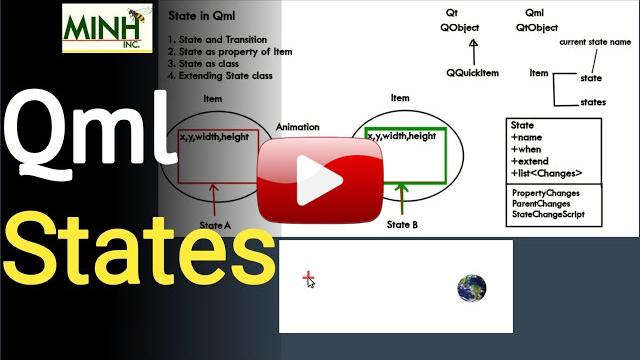 MINH
INC.
Qml
States
State in Qml
1. State and Transition
2. State as property of Item
3. State as class
4. Extending State class
Qt
QObject
QQuickItem
Qml
QtObject
current state name
Item
state
states
Item
x,y,width,height
State A
Animation
Item
x,y,width,height
State B
State
+name
+when
+extend
+list<Changes>
PropertyChanges
ParentChanges
StateChangeScript